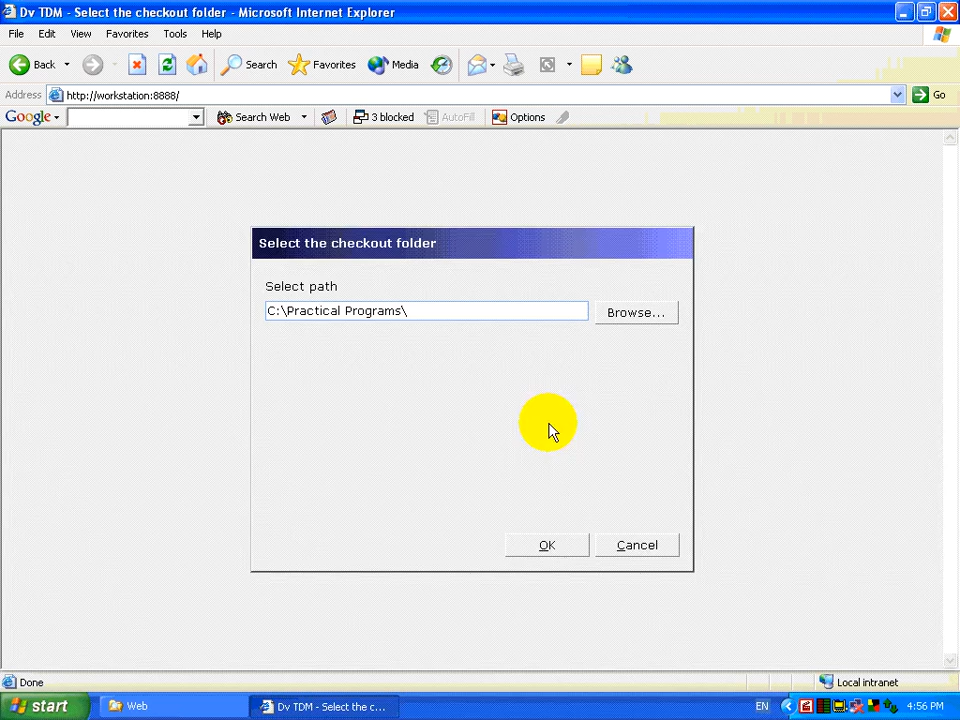 Dv TDM - Select the checkout folder - Microsoft Internet Explorer
File Edit View Favorites Tools Help
Back Search Favorites Media
Address http://workstation:8888/ Go
Google Search Web 3 blocked AutoFill Options
Select the checkout folder
Select path
C:\Practical Programs\ Browse...
OK Cancel
Done Local intranet
start Web Dv TDM - Select the c... EN 4:56 PM